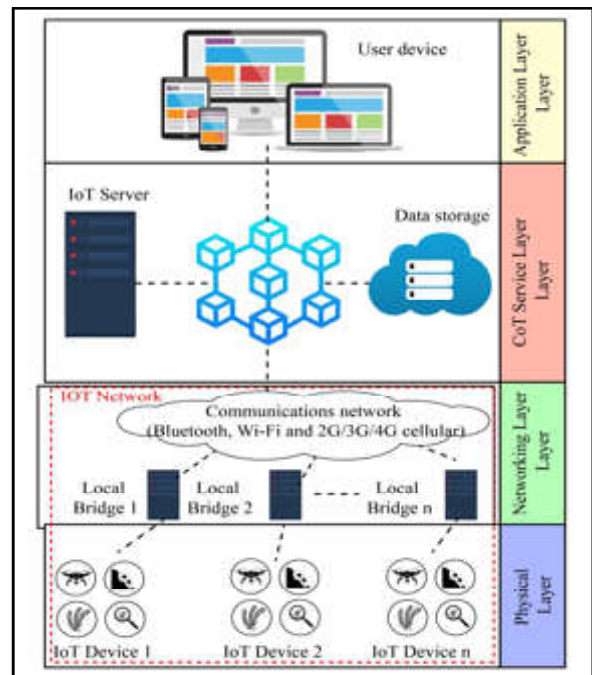 User device
Application Layer
Layer
IoT Server
Data storage
CoT Service Layer
Layer
IOT Network
Communications network
(Bluetooth, Wi-Fi and 2G/3G/4G cellular)
Local
Bridge 1
Local
Bridge 2
Local
Bridge n
Networking Layer
Layer
IoT Device 1
IoT Device 2
IoT Device n
Physical
Layer